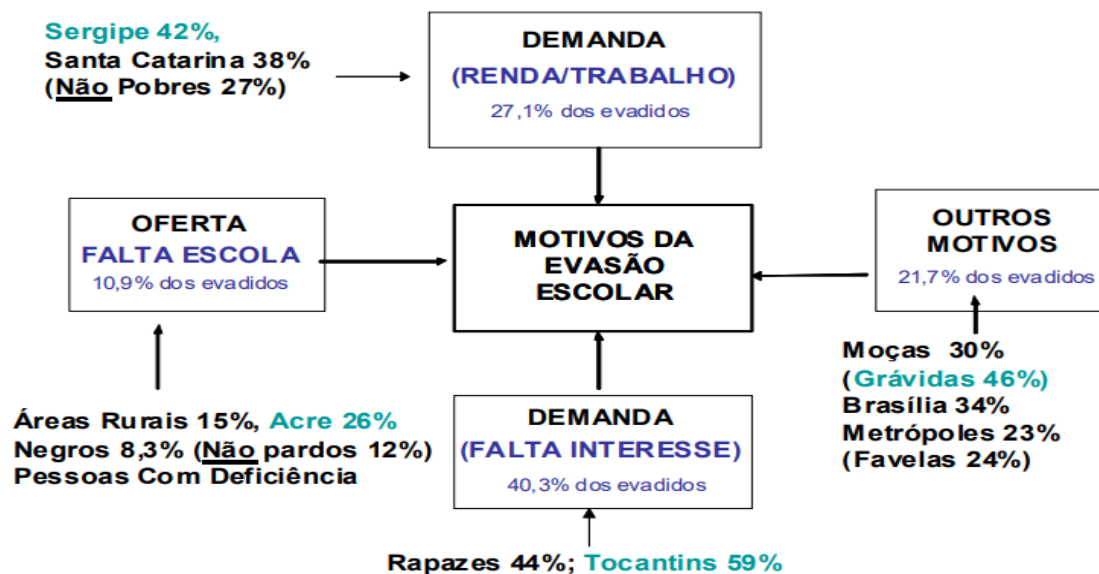 Sergipe 42%,
Santa Catarina 38%
(Não Pobres 27%)
DEMANDA
(RENDA/TRABALHO)
27,1% dos evadidos
OFERTA
FALTA ESCOLA
10,9% dos evadidos
MOTIVOS DA
EVASÃO
ESCOLAR
OUTROS
MOTIVOS
21,7% dos evadidos
Moças 30%
(Grávidas 46%)
Brasília 34%
Metrópoles 23%
(Favelas 24%)
Áreas Rurais 15%, Acre 26%
Negros 8,3% (Não pardos 12%)
Pessoas Com Deficiência
DEMANDA
(FALTA INTERESSE)
40,3% dos evadidos
Rapazes 44%; Tocantins 59%